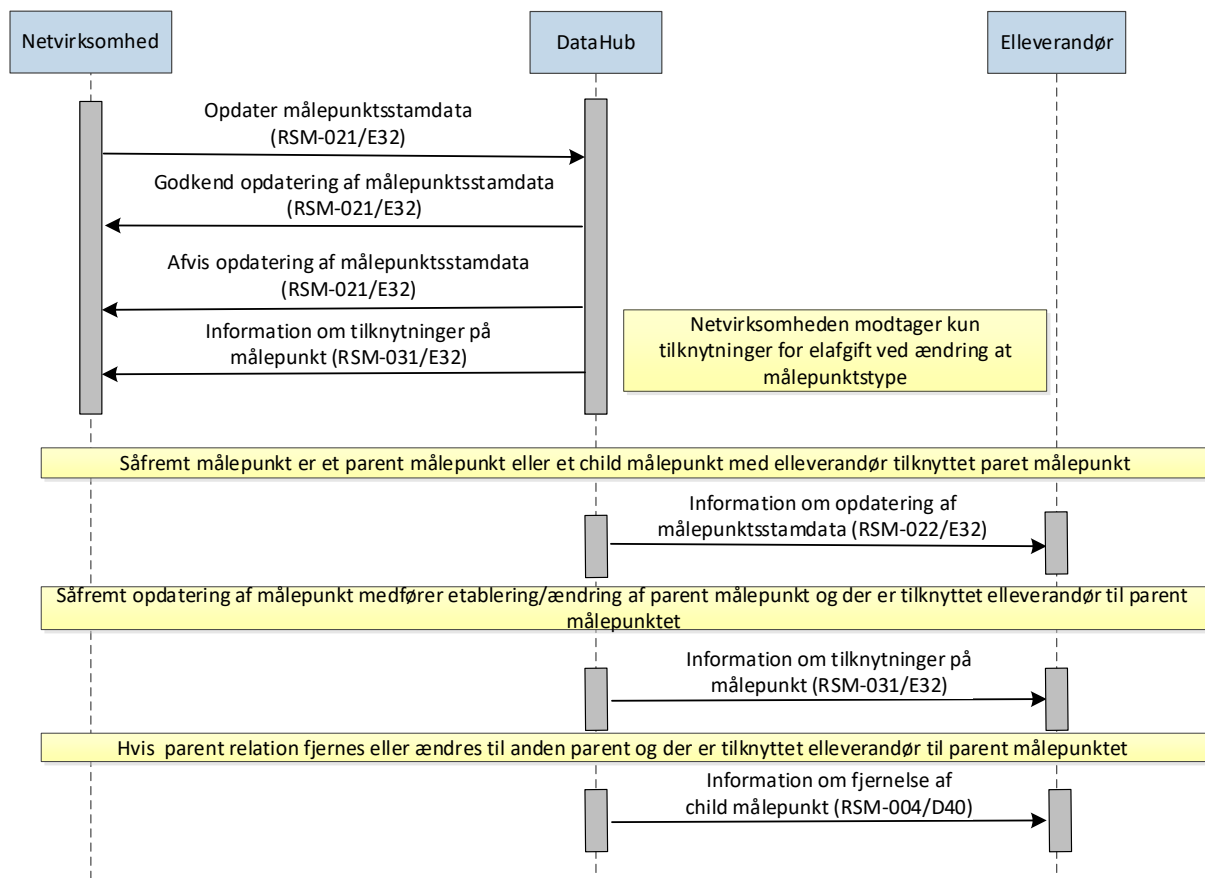 Netvirksomhed
DataHub
Elleverandør
Opdater målepunktsstamdata
(RSM-021/E32)
Godkend opdatering af målepunktsstamdata
(RSM-021/E32)
Afvis opdatering af målepunktsstamdata
(RSM-021/E32)
Information om tilknytninger på
målepunkt (RSM-031/E32)
Netvirksomheden modtager kun
tilknytninger for elafgift ved ændring at
målepunktstype
Såfremt målepunkt er et parent målepunkt eller et child målepunkt med elleverandør tilknyttet paret målepunkt
Information om opdatering af
målepunktsstamdata (RSM-022/E32)
Såfremt opdatering af målepunkt medfører etablering/ændring af parent målepunkt og der er tilknyttet elleverandør til parent
målepunktet
Information om tilknytninger på
målepunkt (RSM-031/E32)
Hvis parent relation fjernes eller ændres til anden parent og der er tilknyttet elleverandør til parent målepunktet
Information om fjernelse af
child målepunkt (RSM-004/D40)